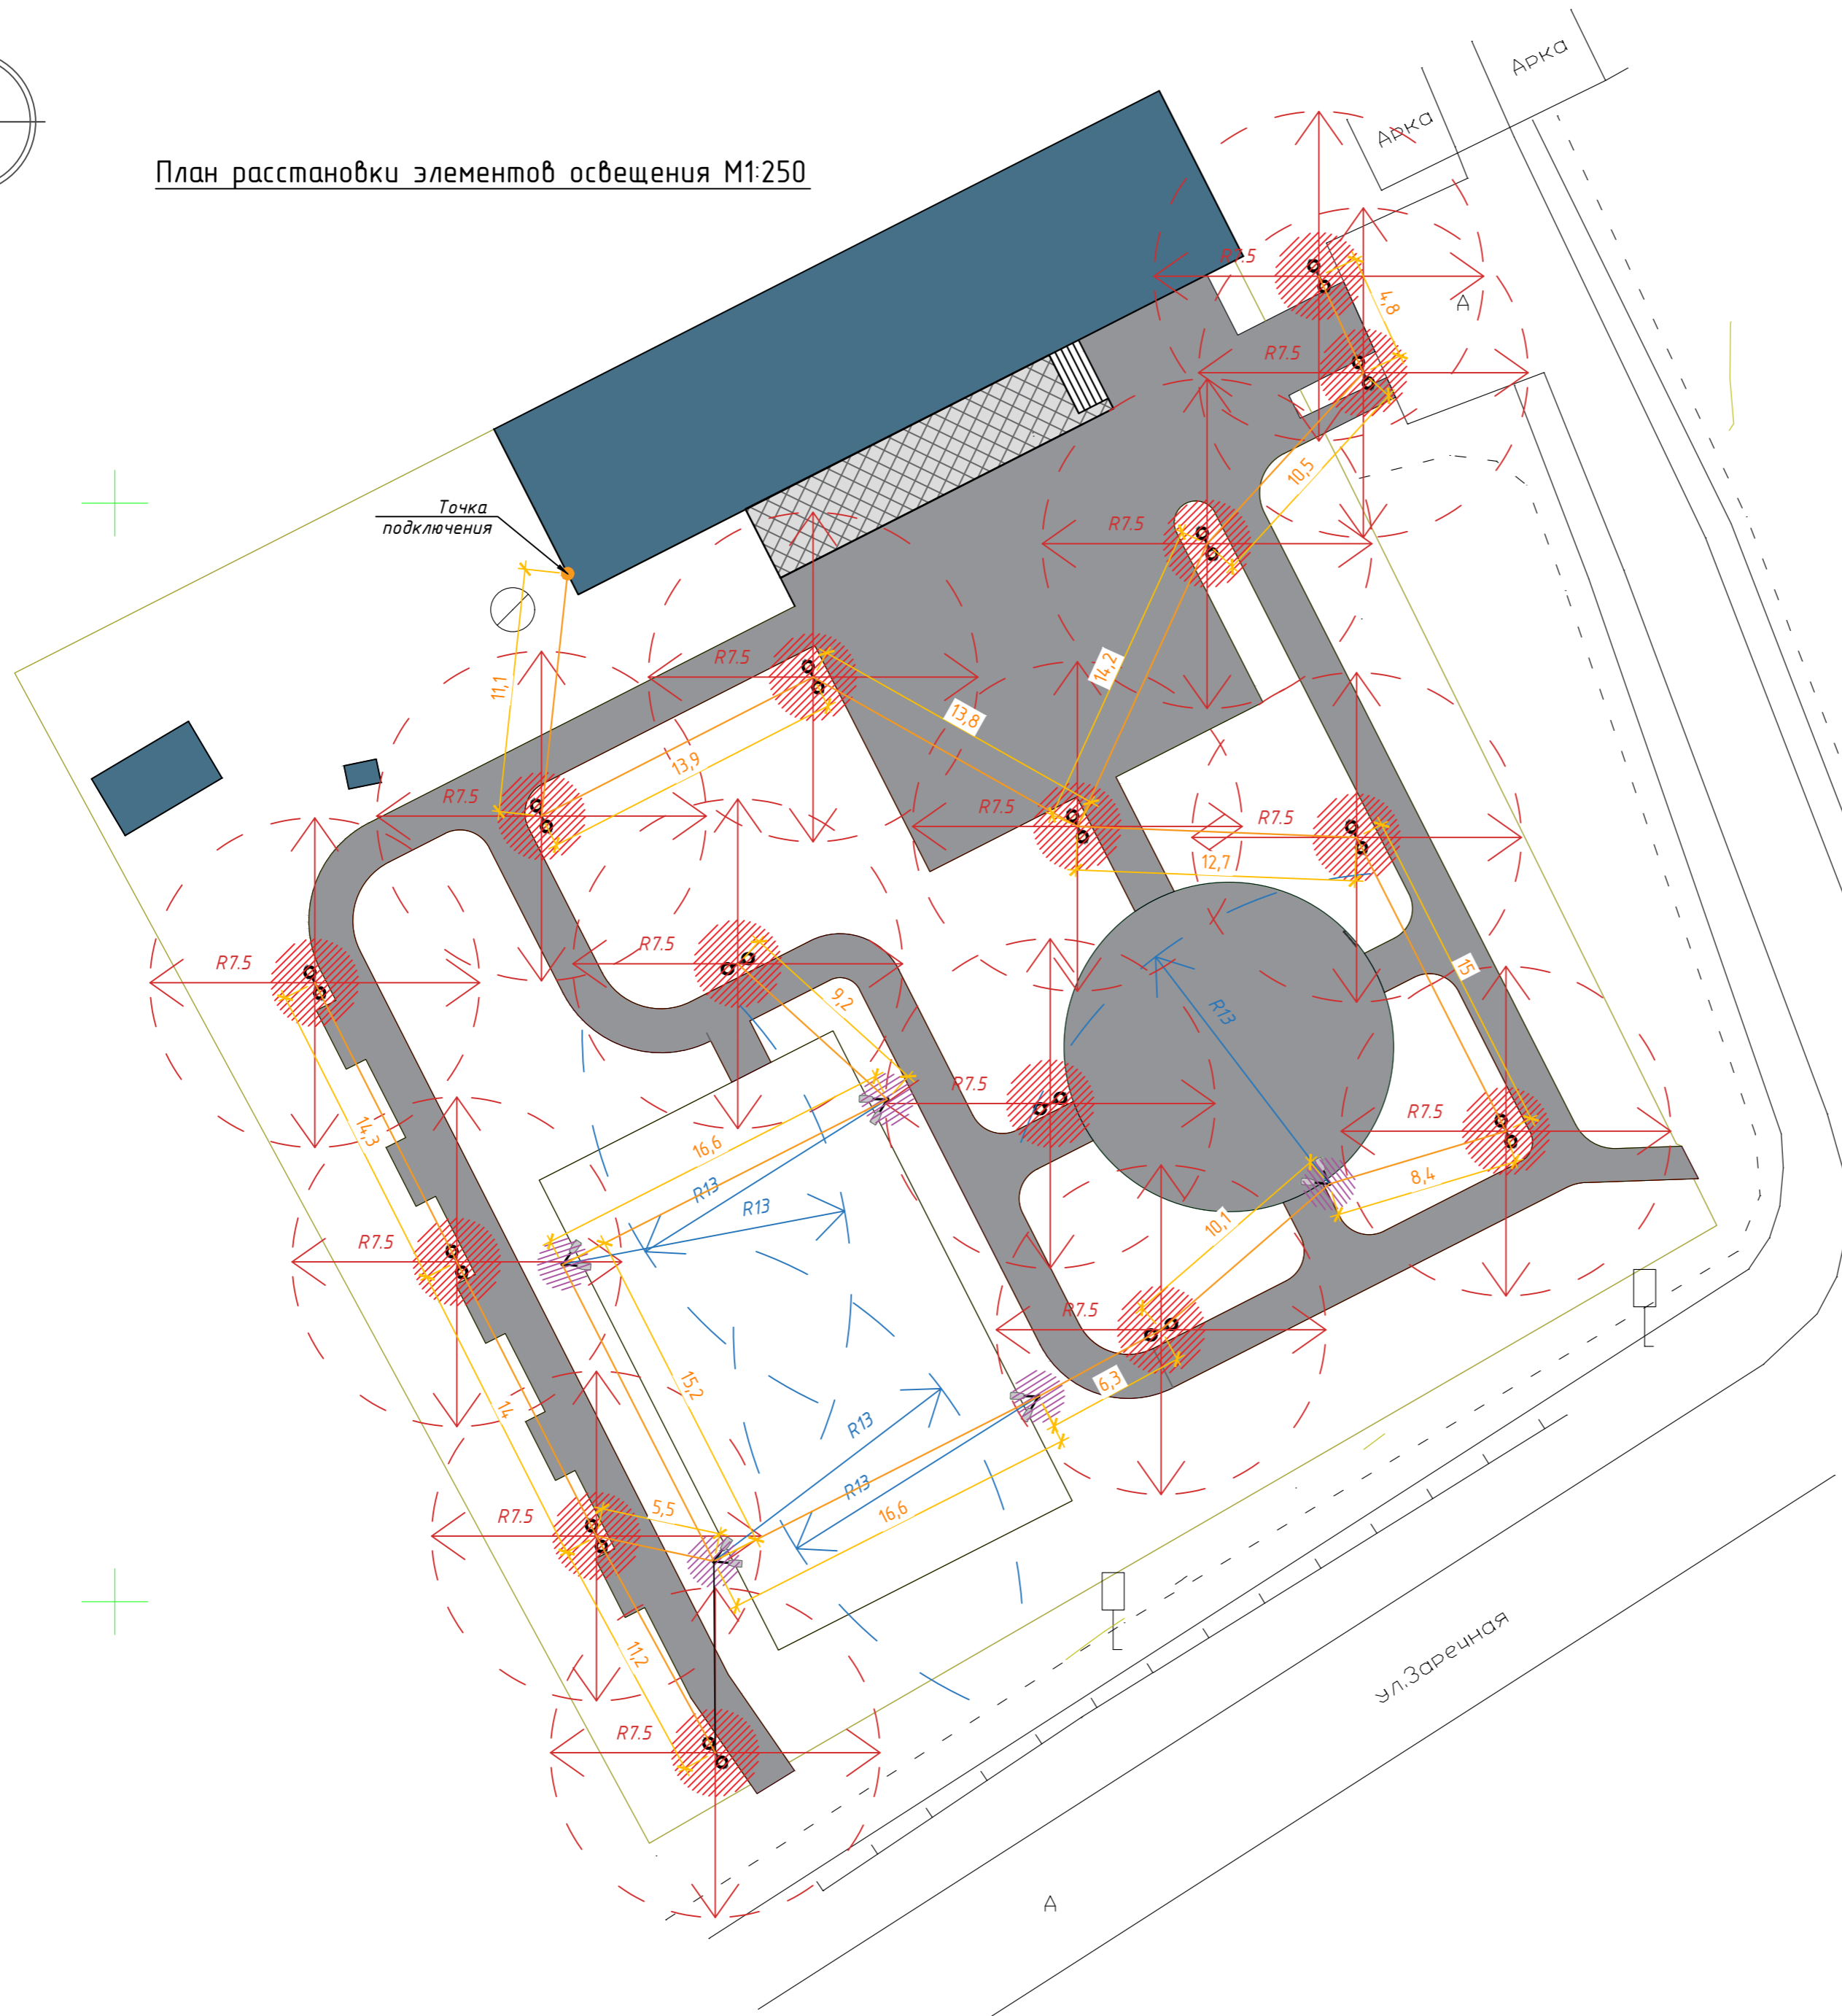 Арка
Арка
План расстановки элементов освещения М1:250
R7.5
4,8
А
R7.5
10,5
Точка
подключения
R7.5
14,2
R7.5
11,1
13,8
13,9
R7.5
R7.5
R7.5
12,7
R7.5
R7.5
15
9,2
R13
R7.5
R7.5
14,3
16,6
8,4
R13
R13
10,1
R7.5
R7.5
15,2
6,3
14
R13
R13
R7.5
5,5
16,6
11,2
ул.Заречная
R7.5
А